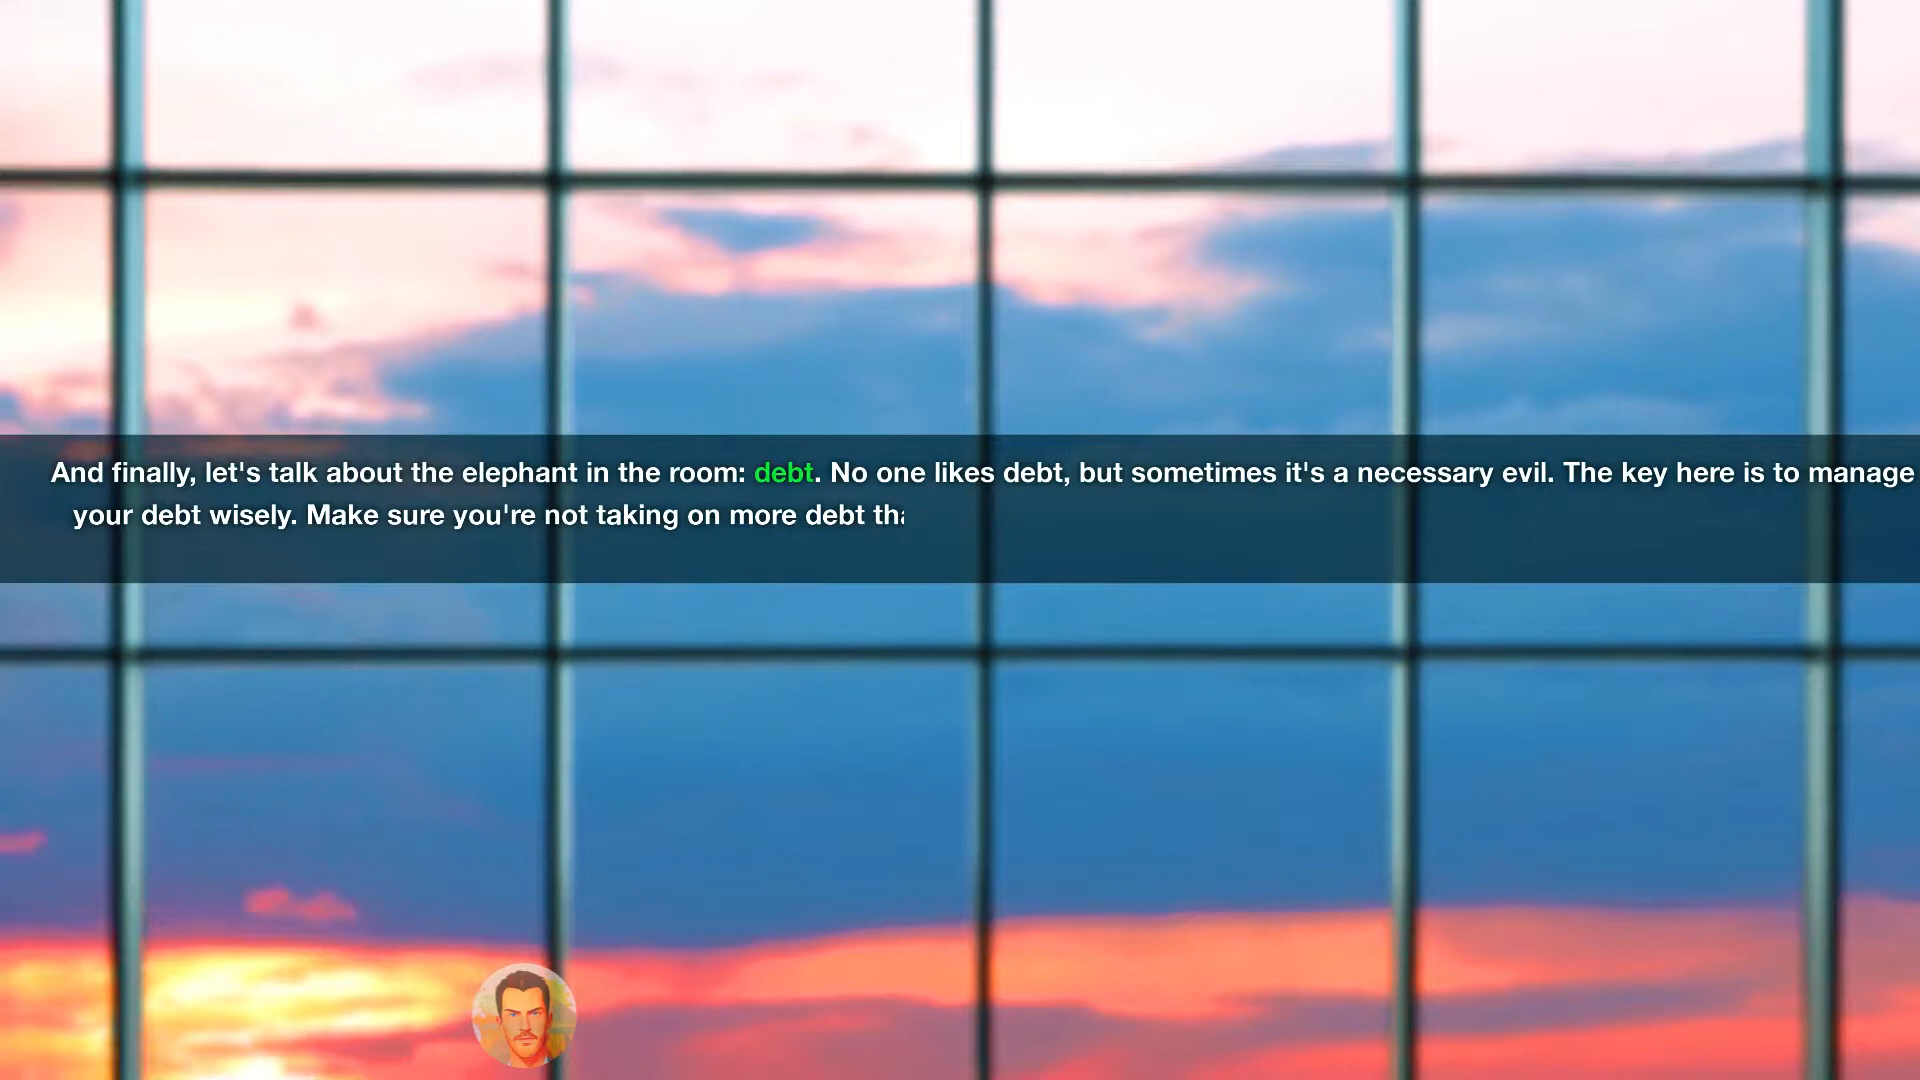 And finally, let's talk about the elephant in the room: debt. No one likes debt, but sometimes it's a necessary evil. The key here is to manage
your debt wisely. Make sure you're not taking on more debt